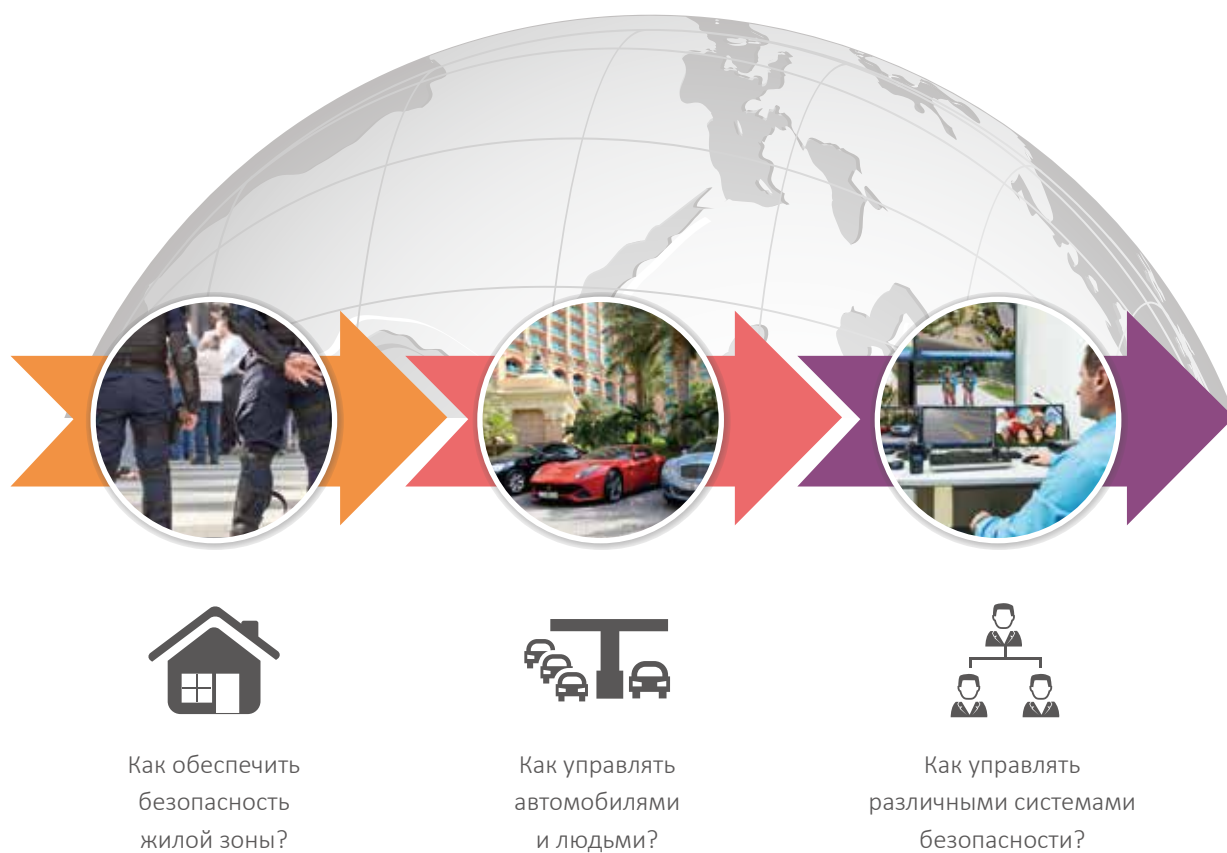 Как обеспечить
безопасность
жилой зоны?
Как управлять
автомобилями
и людьми?
Как управлять
различными системами
безопасности?